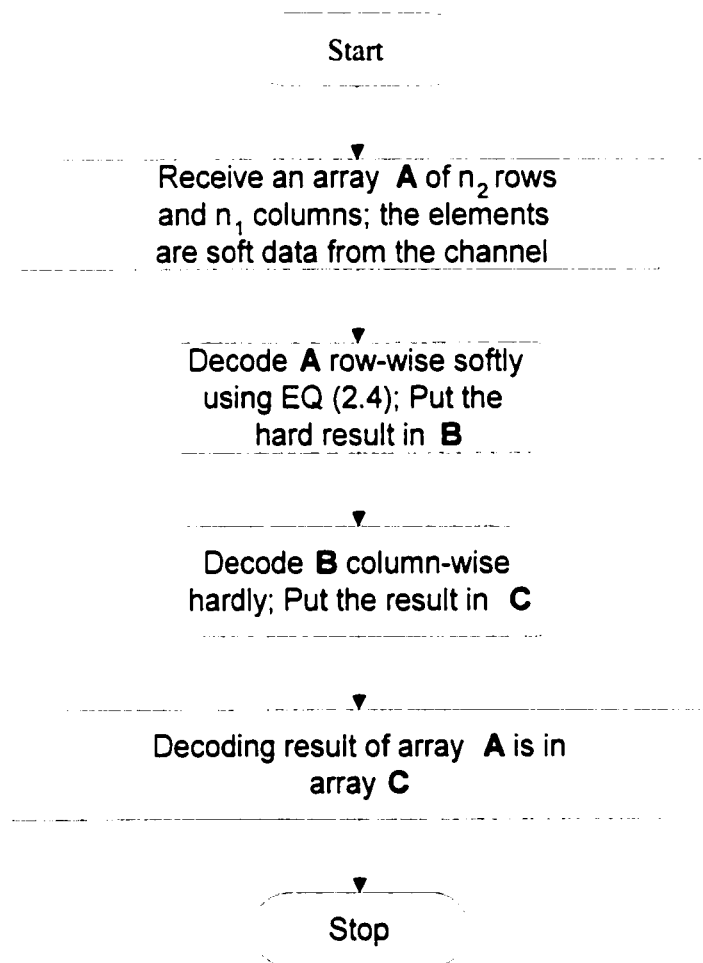 Start
Receive an array A of n₂ rows
and n₁ columns; the elements
are soft data from the channel
Decode A row-wise softly
using EQ (2.4); Put the
hard result in B
Decode B column-wise
hardly; Put the result in C
Decoding result of array A is in
array C
Stop